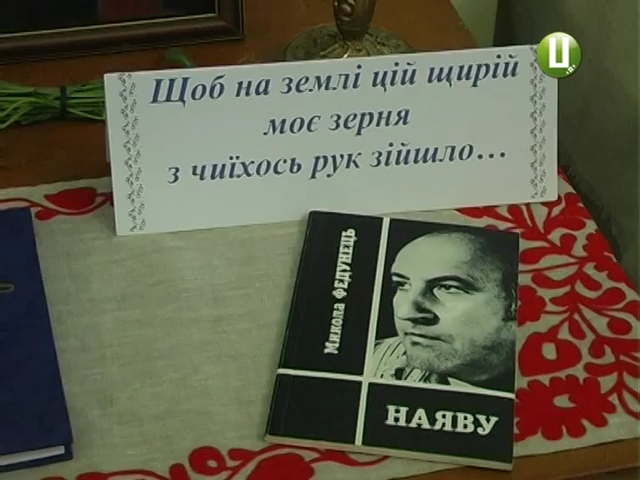 Щоб на землі цій щирій
моє зерня
з чиїхось рук зійшло...
Микола ФЕДУНЕЦЬ
НАЯВУ
Ц